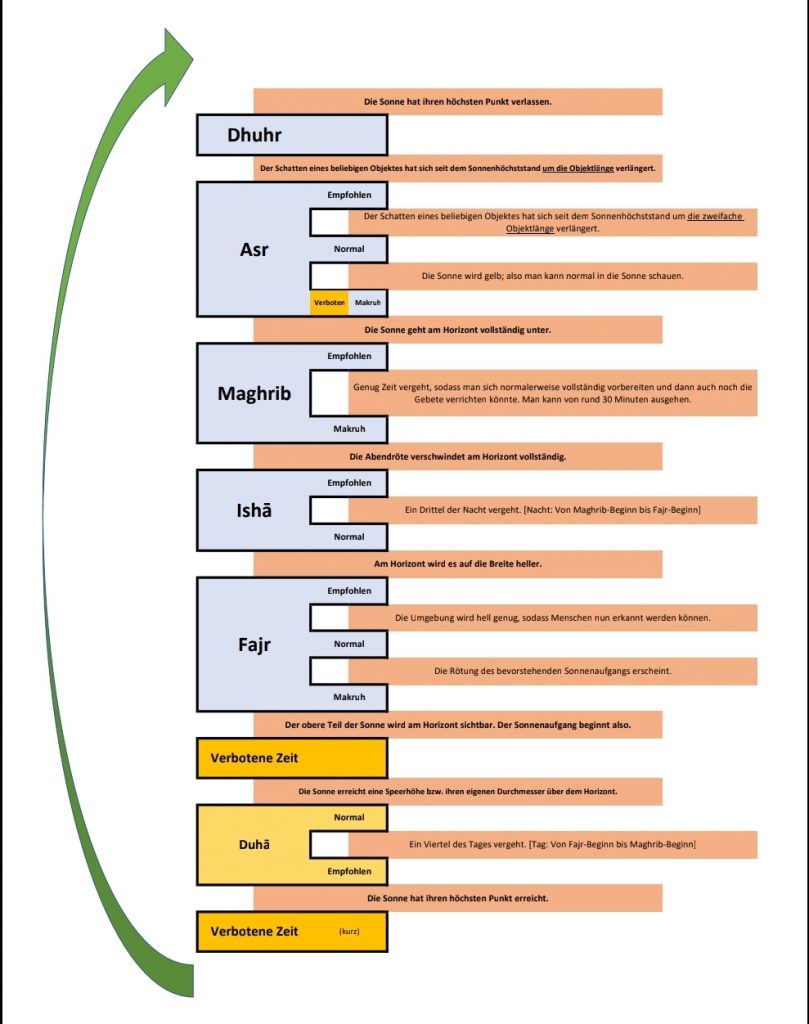 Die Sonne hat ihren höchsten Punkt verlassen.
Dhuhr
Der Schatten eines beliebigen Objektes hat sich seit dem Sonnenhöchststand um die Objektlänge verlängert.
Empfohlen
Der Schatten eines beliebigen Objektes hat sich seit dem Sonnenhöchststand um die zweifache
Objektlänge verlängert.
Asr
Normal
Die Sonne wird gelb; also man kann normal in die Sonne schauen.
Verboten
Makruh
Die Sonne geht am Horizont vollständig unter.
Empfohlen
Maghrib
Genug Zeit vergeht, sodass man sich normalerweise vollständig vorbereiten und dann auch noch die
Gebete verrichten könnte. Man kann von rund 30 Minuten ausgehen.
Makruh
Die Abendröte verschwindet am Horizont vollständig.
Empfohlen
Ishā
Ein Drittel der Nacht vergeht. [Nacht: Von Maghrib-Beginn bis Fajr-Beginn]
Normal
Am Horizont wird es auf die Breite heller.
Empfohlen
Die Umgebung wird hell genug, sodass Menschen nun erkannt werden können.
Fajr
Normal
Die Rötung des bevorstehenden Sonnenaufgangs erscheint.
Makruh
Der obere Teil der Sonne wird am Horizont sichtbar. Der Sonnenaufgang beginnt also.
Verbotene Zeit
Die Sonne erreicht eine Speerhöhe bzw. ihren eigenen Durchmesser über dem Horizont.
Normal
Duhā
Ein Viertel des Tages vergeht. [Tag: Von Fajr-Beginn bis Maghrib-Beginn]
Empfohlen
Die Sonne hat ihren höchsten Punkt erreicht.
Verbotene Zeit
(kurz)